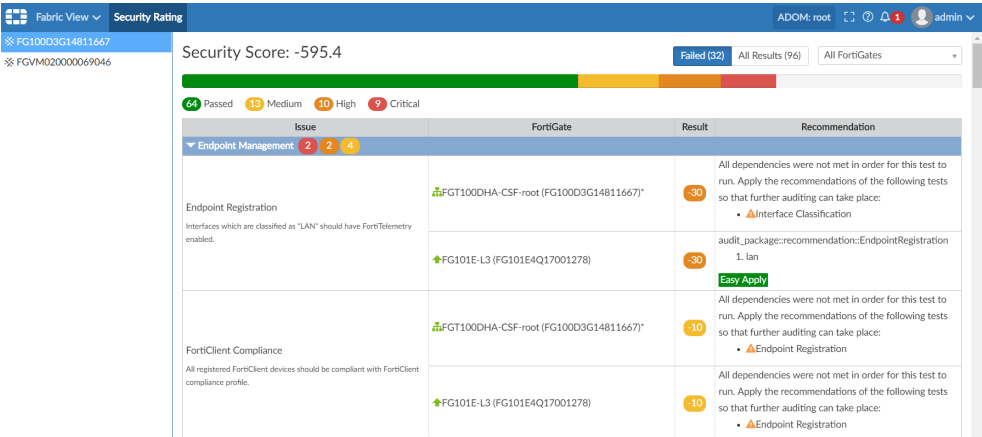 Fabric View Security Rating ADOM: root 1 admin
FG100D3G14811667
FGVM020000069046
Security Score: -595.4 Failed (32) All Results (96) All FortiGates
64 Passed 13 Medium 10 High 9 Critical
Issue FortiGate Result Recommendation
Endpoint Management 2 2 4
Endpoint Registration
Interfaces which are classified as "LAN" should have FortiTelemetry
enabled.
FGT100DHA-CSF-root (FG100D3G14811667)* -30
All dependencies were not met in order for this test to
run. Apply the recommendations of the following tests
so that further auditing can take place:
• Interface Classification
FG101E-L3 (FG101E4Q17001278) -30
audit_package::recommendation::EndpointRegistration
1. lan
Easy Apply
FortiClient Compliance
All registered FortiClient devices should be compliant with FortiClient
compliance profile.
FGT100DHA-CSF-root (FG100D3G14811667)* -10
All dependencies were not met in order for this test to
run. Apply the recommendations of the following tests
so that further auditing can take place:
• Endpoint Registration
FG101E-L3 (FG101E4Q17001278) -10
All dependencies were not met in order for this test to
run. Apply the recommendations of the following tests
so that further auditing can take place:
• Endpoint Registration